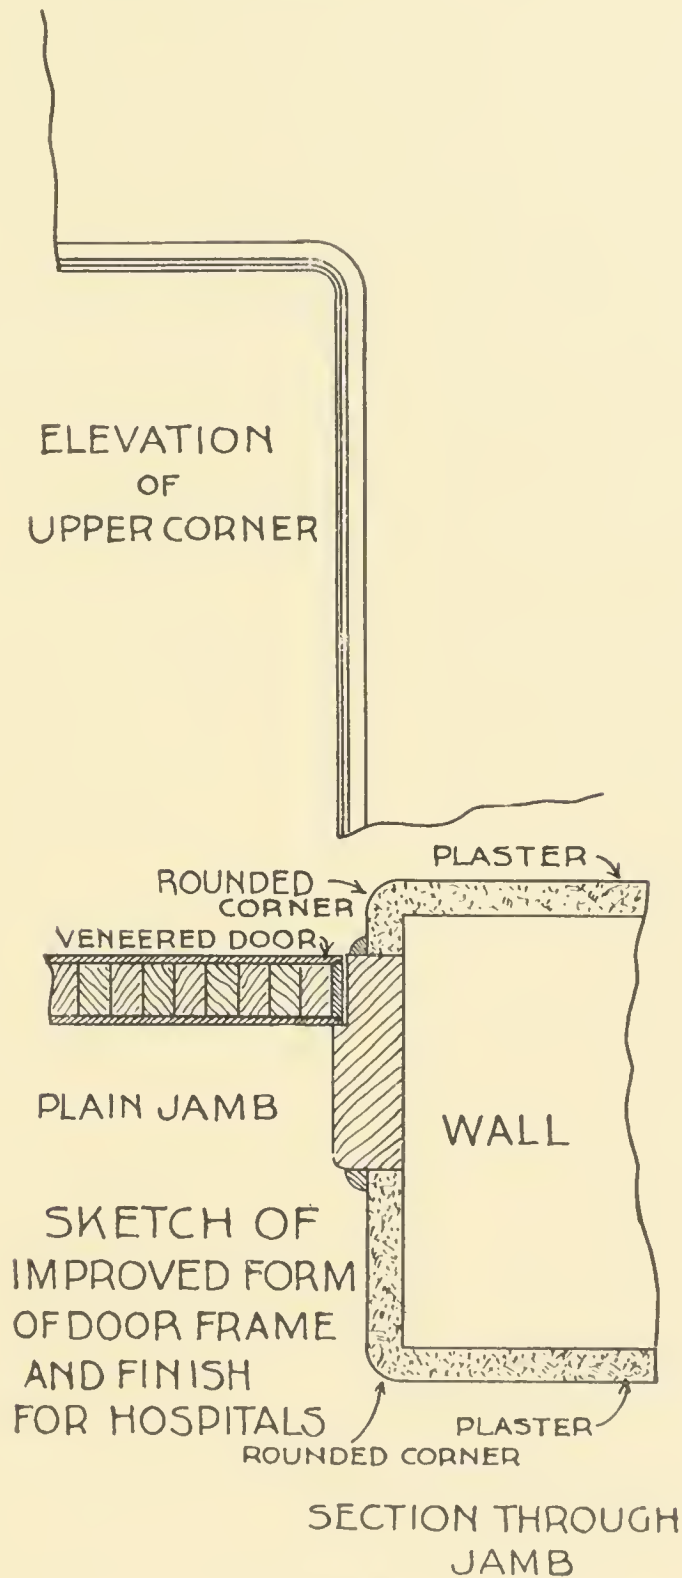 ELEVATION
OF
UPPER CORNER
PLASTER
ROUNDED
CORNER
VENEERED DOOR
PLAIN JAMB
WALL
SKETCH OF
IMPROVED FORM
OF DOOR FRAME
AND FINISH
FOR HOSPITALS
PLASTER
ROUNDED CORNER
SECTION THROUGH
JAMB